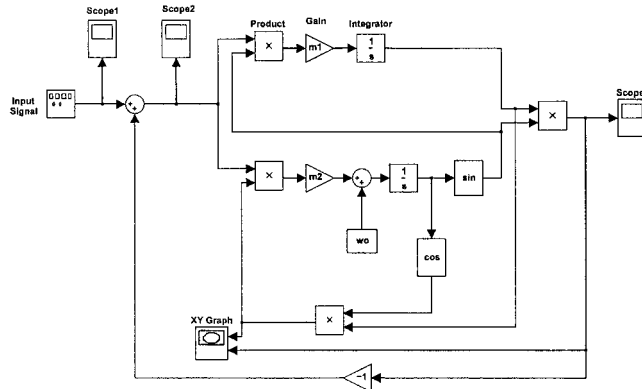 Scope1
Scope2
Product
Gain
Integrator
×
m1
1
s
Input
Signal
++
×
Scope
×
m2
++
1
s
sin
wo
cos
×
XY Graph
-1